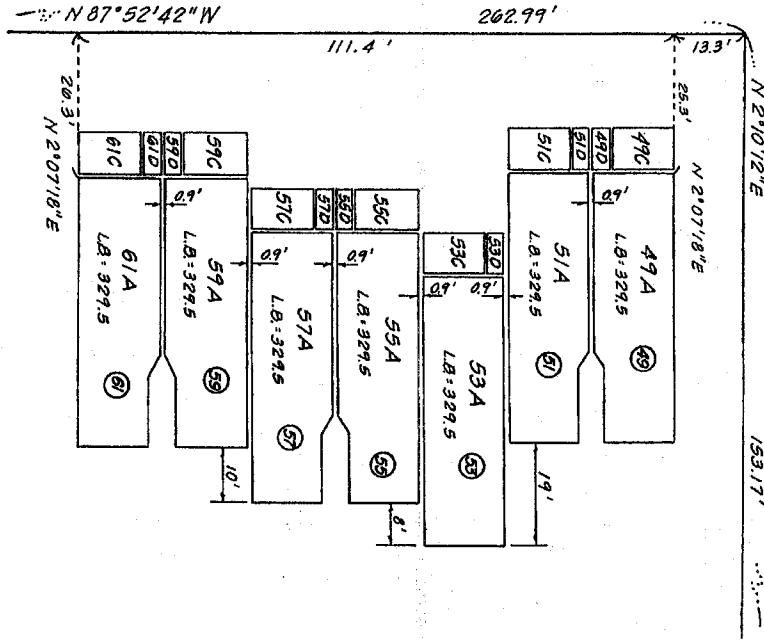 N 87°52'42" W 262.99'
111.4' 13.3'
20.3'
N 2°07'18"E
25.3'
N 2°07'18"E
N 2°10'12"E
153.17'
61C
61D
59D
59C
57C
57D
55D
55C
53C
53D
51C
51D
49D
49C
0.9'
0.9'
0.9'
0.9'
0.9'
0.9'
61A
L.B.=329.5
61
59A
L.B.=329.5
59
57A
L.B.=329.5
57
55A
L.B.=329.5
55
53A
L.B.=329.5
53
51A
L.B.=329.5
51
49A
L.B.=329.5
49
10'
8'
19'